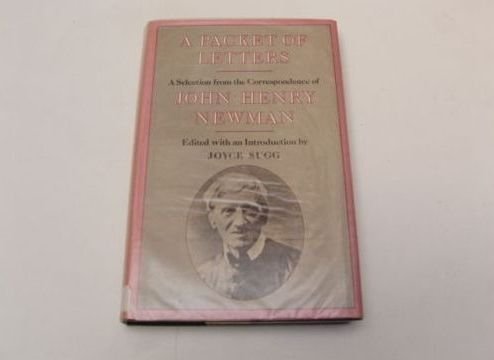 A PACKET OF
LETTERS
A Selection from the Correspondence of
JOHN HENRY
NEWMAN
Edited with an Introduction by
JOYCE SUGG